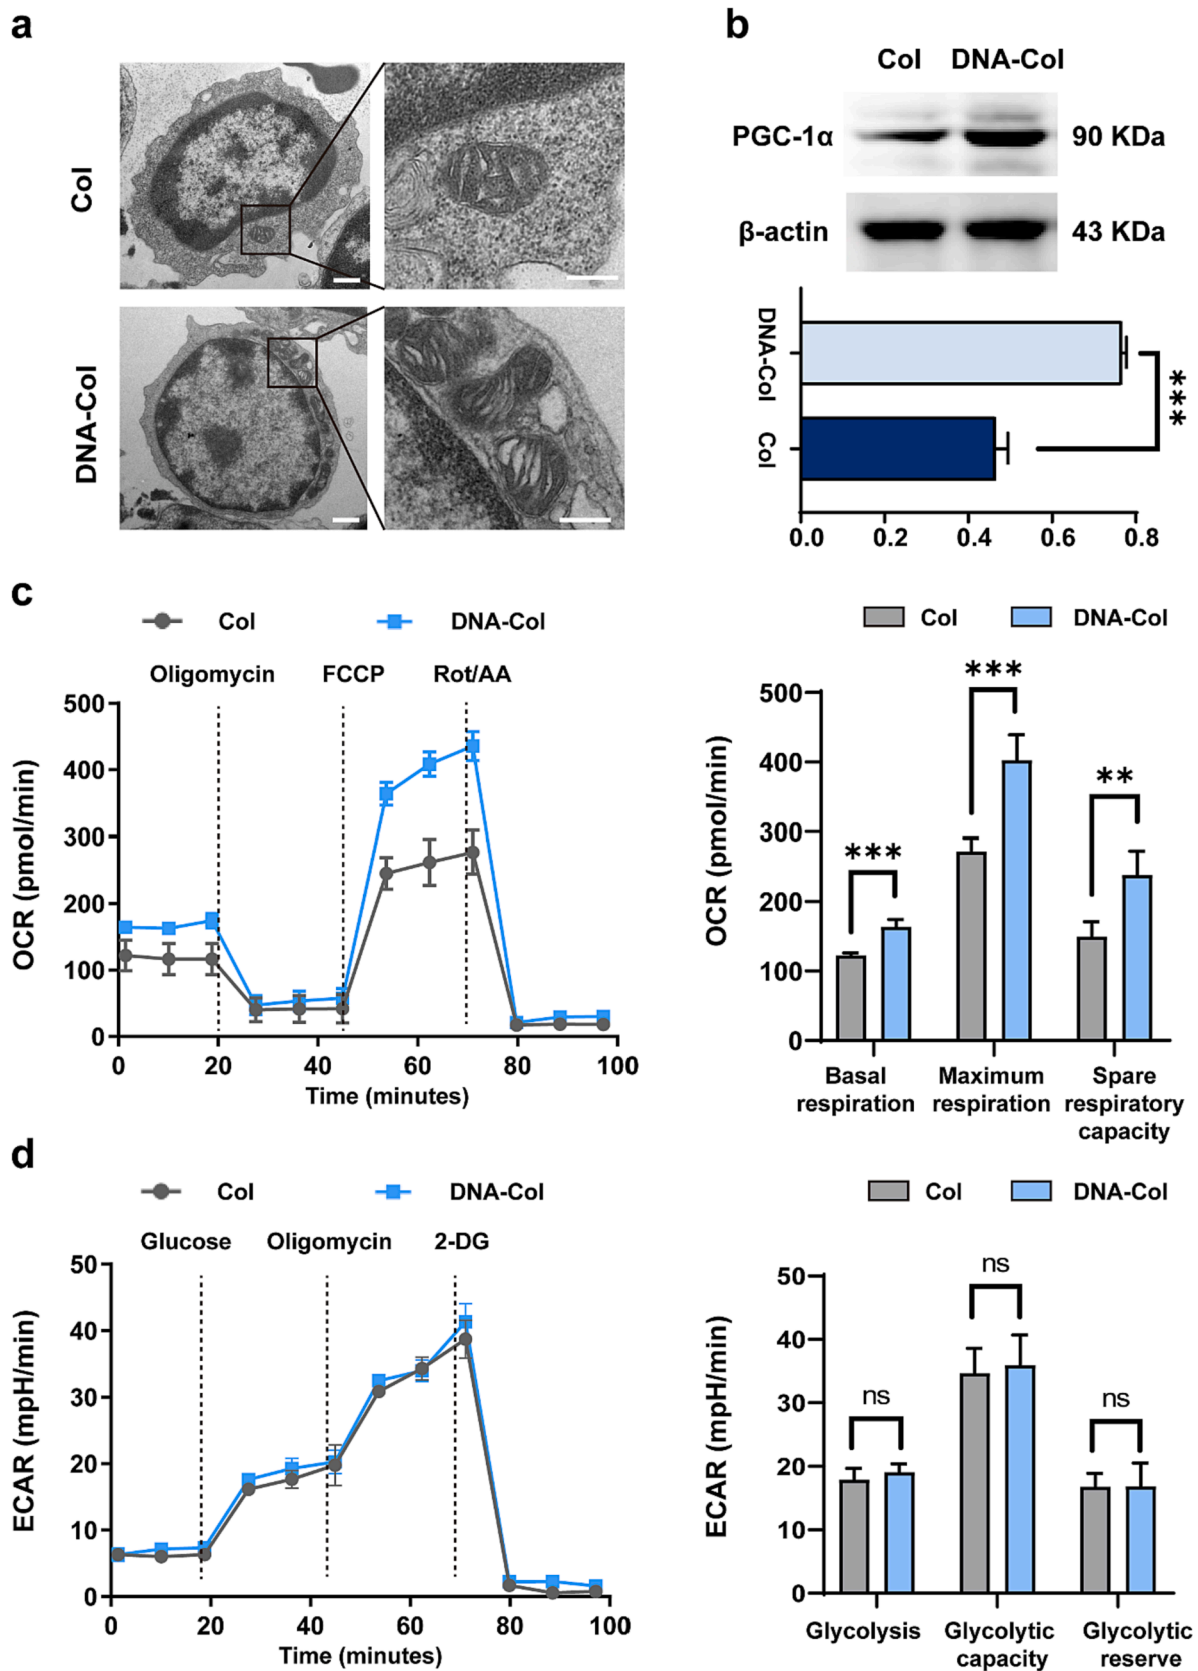 a
Col
DNA-Col
b
Col DNA-Col
PGC-1α 90 KDa
β-actin 43 KDa
DNA-Col
Col
***
0.0 0.2 0.4 0.6 0.8
c
Col DNA-Col
Oligomycin FCCP Rot/AA
OCR (pmol/min)
500
400
300
200
100
0
0 20 40 60 80 100
Time (minutes)
Col DNA-Col
OCR (pmol/min)
500
400
300
200
100
0
***
***
**
Basal
respiration
Maximum
respiration
Spare
respiratory
capacity
d
Col DNA-Col
Glucose Oligomycin 2-DG
ECAR (mpH/min)
50
40
30
20
10
0
0 20 40 60 80 100
Time (minutes)
Col DNA-Col
ECAR (mpH/min)
50
40
30
20
10
0
ns
ns
ns
Glycolysis
Glycolytic
capacity
Glycolytic
reserve